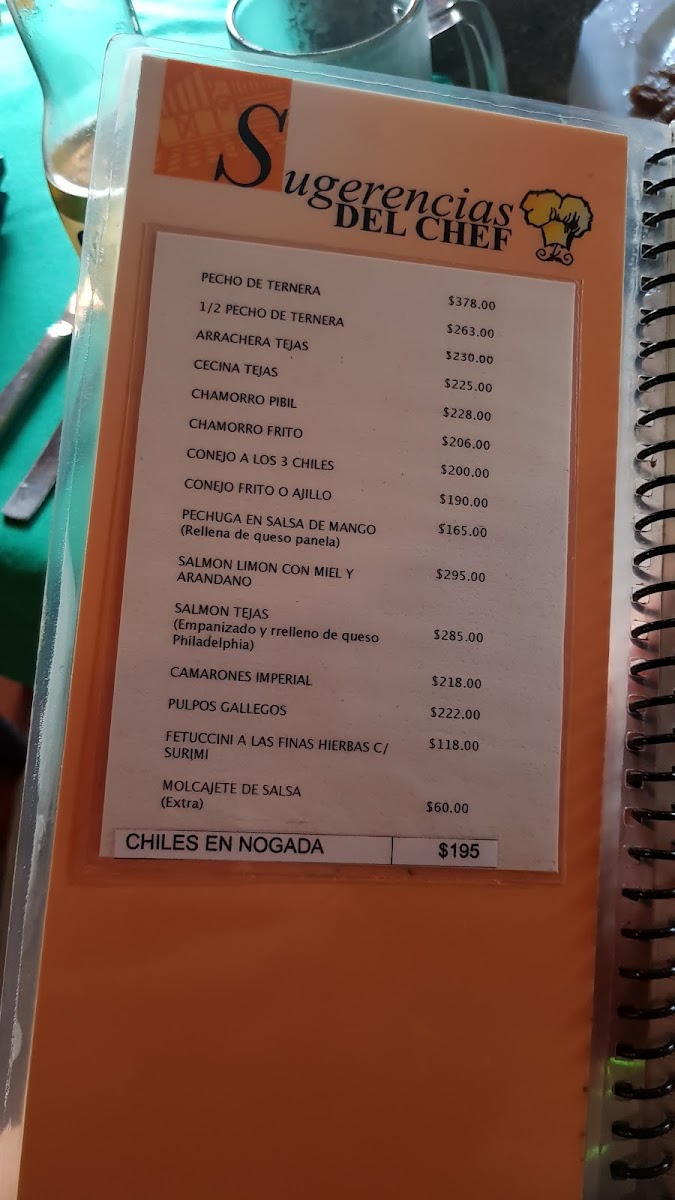 Sugerencias
DEL CHEF
PECHO DE TERNERA $378.00
1/2 PECHO DE TERNERA $263.00
ARRACHERA TEJAS $230.00
CECINA TEJAS $225.00
CHAMORRO PIBIL $228.00
CHAMORRO FRITO $206.00
CONEJO A LOS 3 CHILES $200.00
CONEJO FRITO O AJILLO $190.00
PECHUGA EN SALSA DE MANGO $165.00
(Rellena de queso panela)
SALMON LIMON CON MIEL Y $295.00
ARANDANO
SALMON TEJAS
(Empanizado y rrelleno de queso $285.00
Philadelphia)
CAMARONES IMPERIAL $218.00
PULPOS GALLEGOS $222.00
FETUCCINI A LAS FINAS HIERBAS C/ $118.00
SURIMI
MOLCAJETE DE SALSA
(Extra) $60.00
CHILES EN NOGADA $195